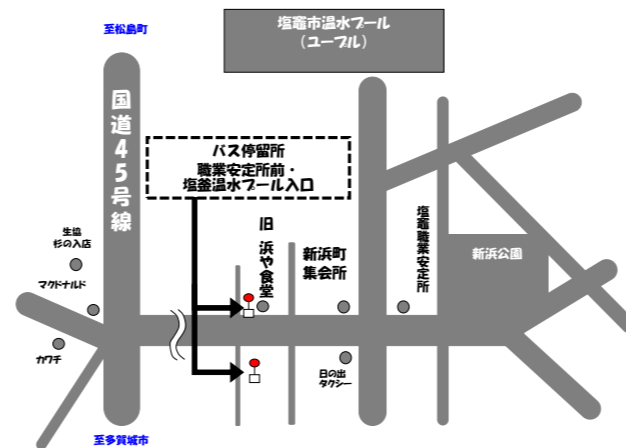 至松島町
塩竈市温水プール
(ユープル)
国道45号線
バス停留所
職業安定所前・
塩釜温水プール入口
生協
杉の入店
マクドナルド
カワチ
旧 浜や食堂
新浜町
集会所
塩竈職業安定所
新浜公園
日の出
タクシー
至多賀城市